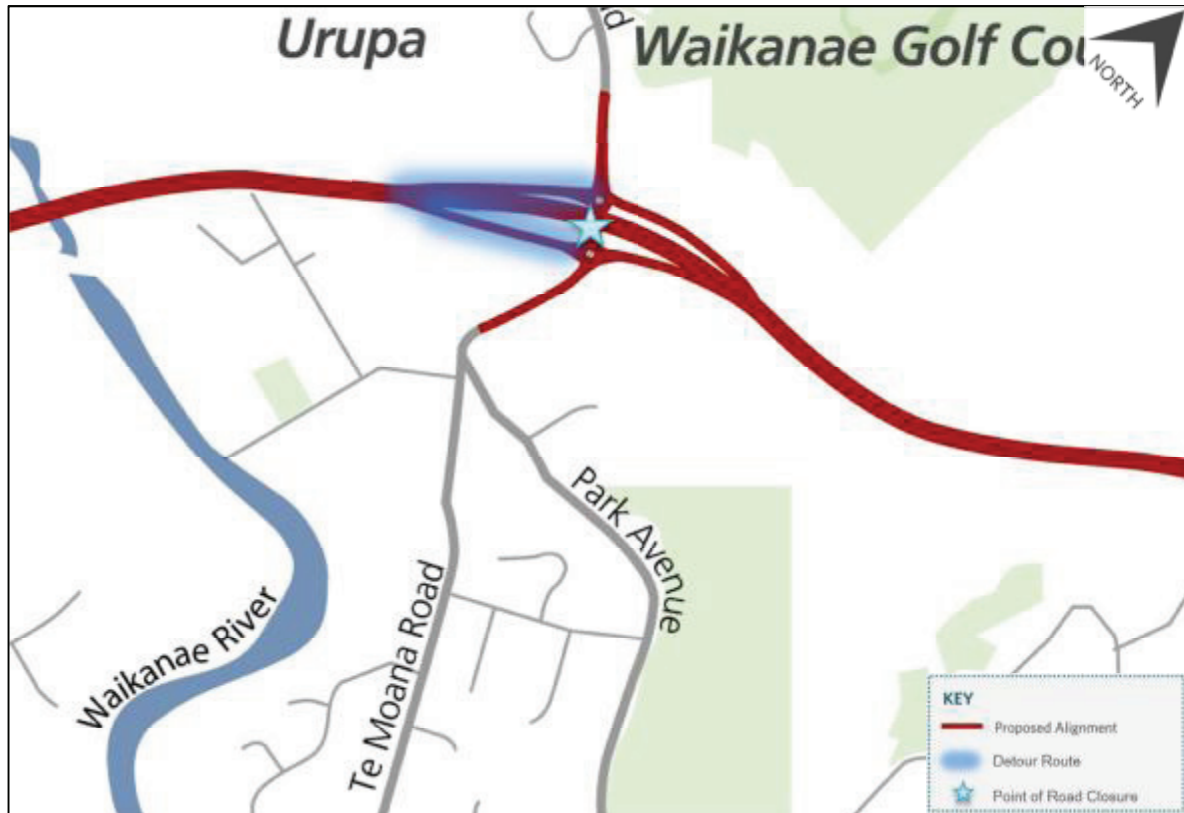 Urupa
Waikanae Golf Cou
NORTH
Park Avenue
Te Moana Road
Waikanae River
KEY
Proposed Alignment
Detour Route
Point of Road Closure